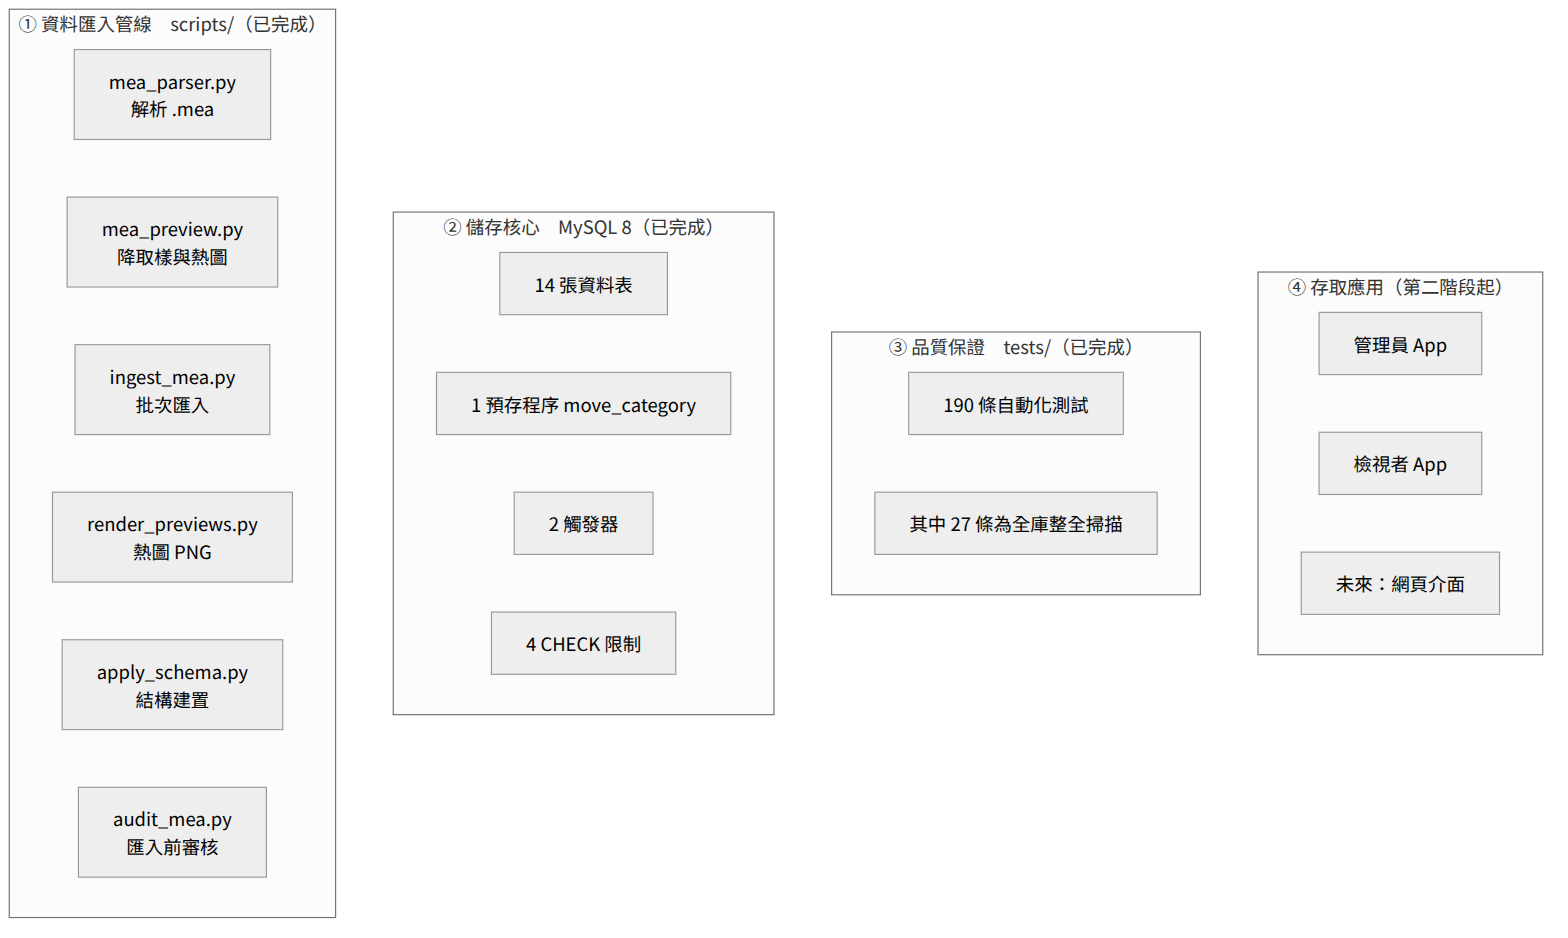 ① 資料匯入管線　scripts/（已完成）
mea_parser.py
解析 .mea
mea_preview.py
降取樣與熱圖
ingest_mea.py
批次匯入
render_previews.py
熱圖 PNG
apply_schema.py
結構建置
audit_mea.py
匯入前審核
② 儲存核心　MySQL 8（已完成）
14 張資料表
1 預存程序 move_category
2 觸發器
4 CHECK 限制
③ 品質保證　tests/（已完成）
190 條自動化測試
其中 27 條為全庫整全掃描
④ 存取應用（第二階段起）
管理員 App
檢視者 App
未來：網頁介面